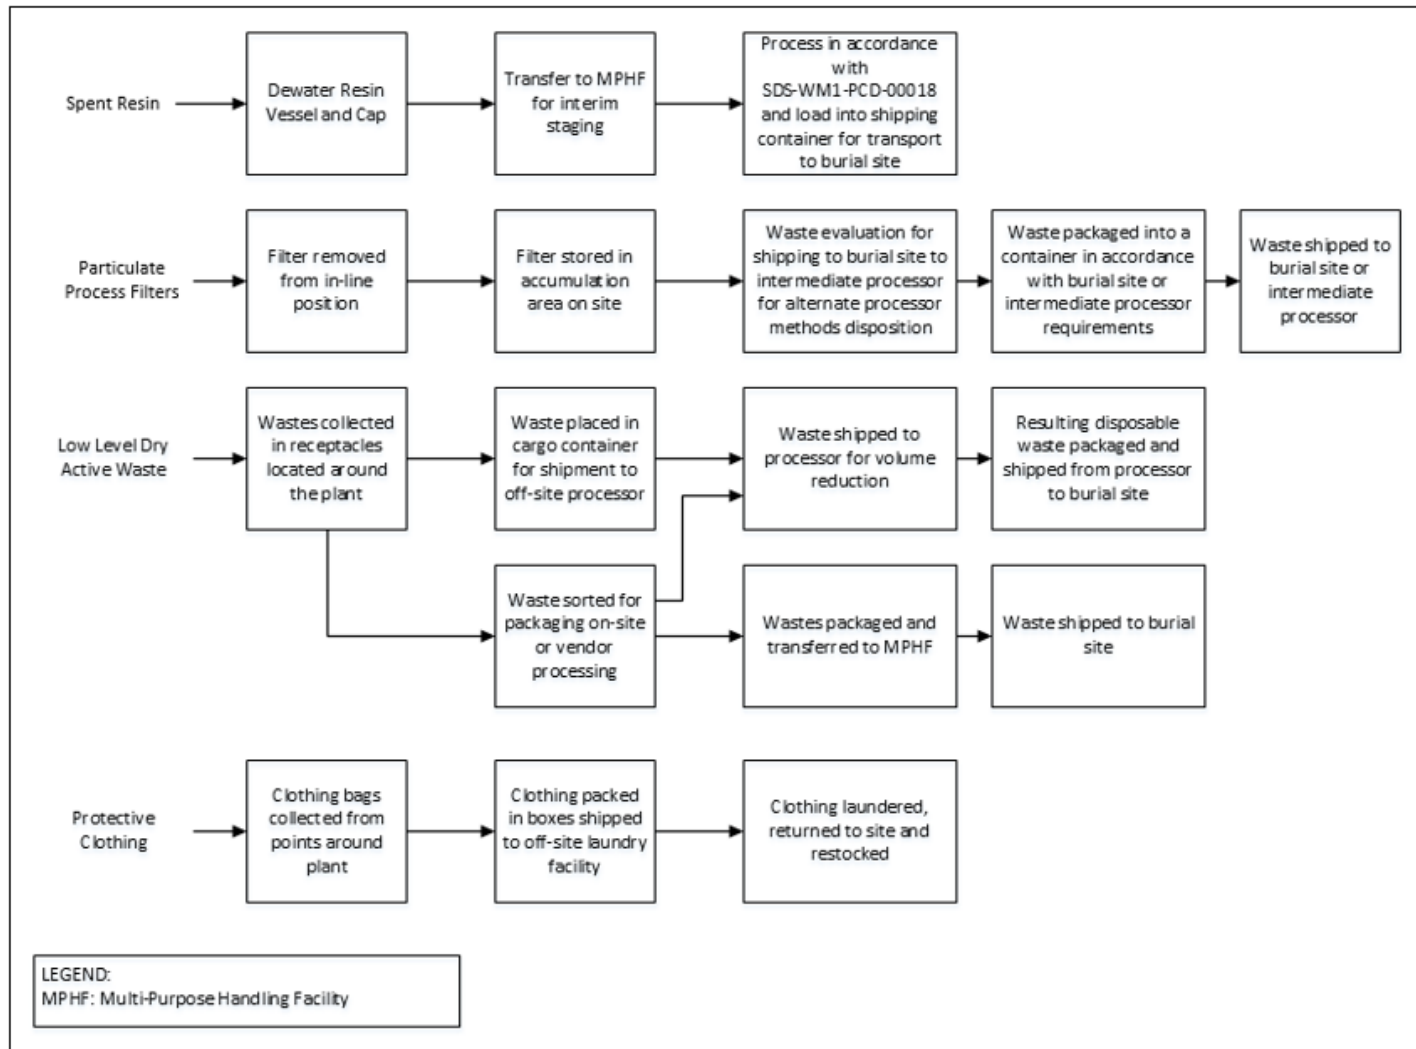 Spent Resin
Dewater Resin
Vessel and Cap
Transfer to MPHF
for interim
staging
Process in accordance
with
SDS-WM1-PCD-00018
and load into shipping
container for transport
to burial site
Particulate
Process Filters
Filter removed
from in-line
position
Filter stored in
accumulation
area on site
Waste evaluation for
shipping to burial site to
intermediate processor
for alternate processor
methods disposition
Waste packaged into a
container in accordance
with burial site or
intermediate processor
requirements
Waste shipped to
burial site or
intermediate
processor
Low Level Dry
Active Waste
Wastes collected
in receptacles
located around
the plant
Waste placed in
cargo container
for shipment to
off-site processor
Waste shipped to
processor for volume
reduction
Resulting disposable
waste packaged and
shipped from processor
to burial site
Waste sorted for
packaging on-site
or vendor
processing
Wastes packaged and
transferred to MPHF
Waste shipped to burial
site
Protective
Clothing
Clothing bags
collected from
points around
plant
Clothing packed
in boxes shipped
to off-site laundry
facility
Clothing laundered,
returned to site and
restocked
LEGEND:
MPHF: Multi-Purpose Handling Facility